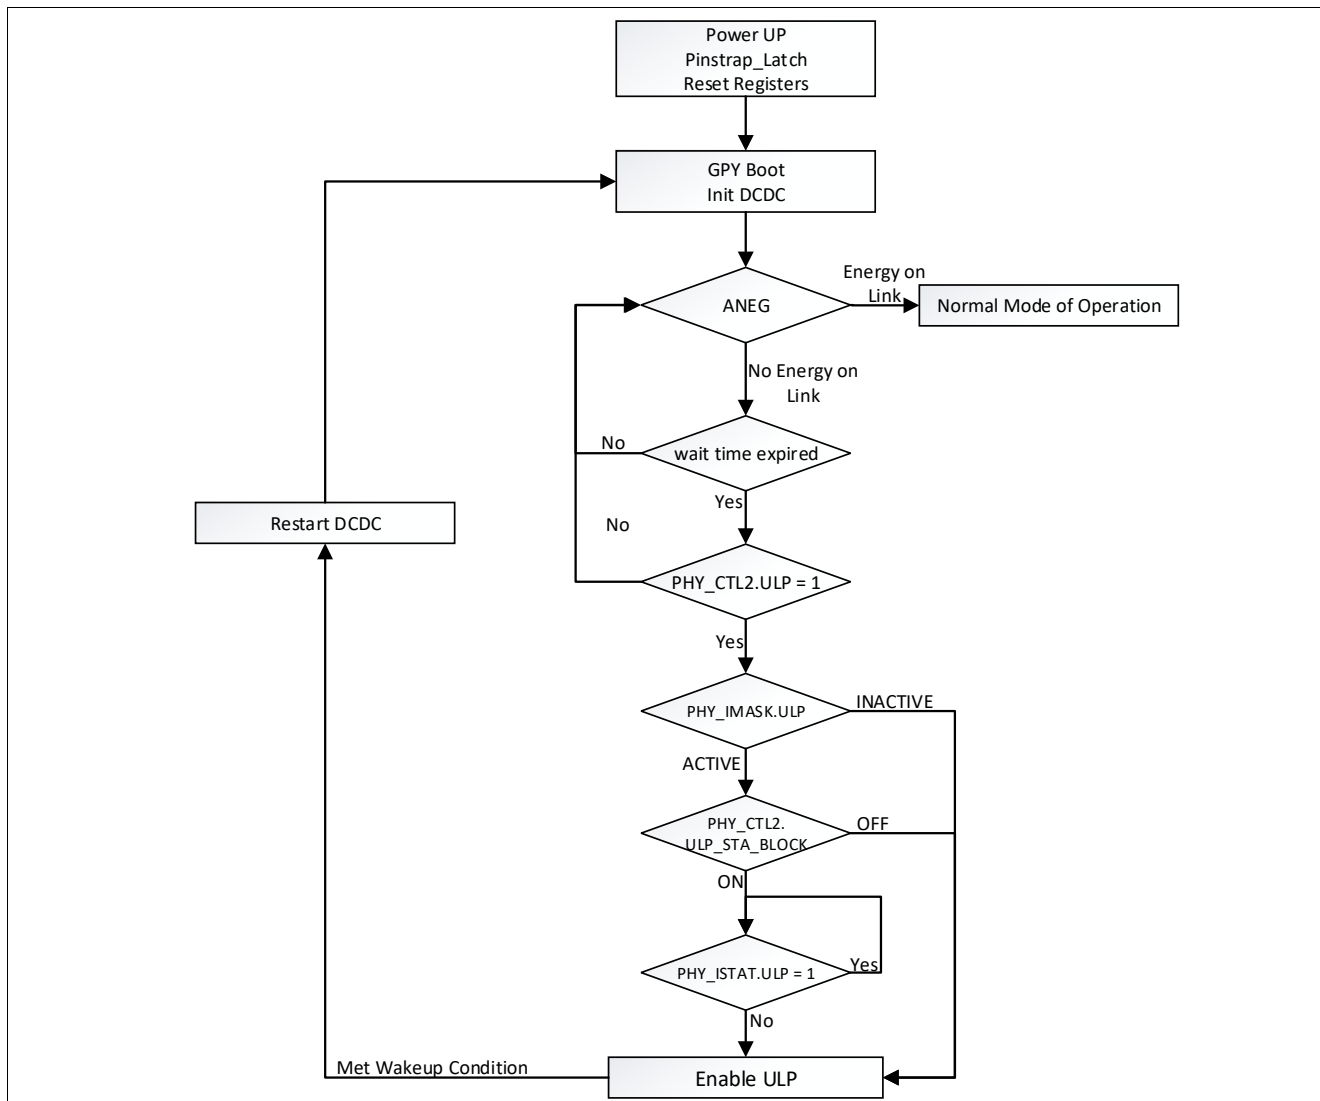 Power UP
Pinstrap_Latch
Reset Registers
GPY Boot
Init DCDC
ANEG
Energy on
Link
Normal Mode of Operation
No Energy on
Link
No
wait time expired
Yes
Restart DCDC
No
PHY_CTL2.ULP = 1
Yes
PHY_IMASK.ULP
INACTIVE
ACTIVE
PHY_CTL2.
ULP_STA_BLOCK
OFF
ON
PHY_ISTAT.ULP = 1
Yes
No
Met Wakeup Condition
Enable ULP